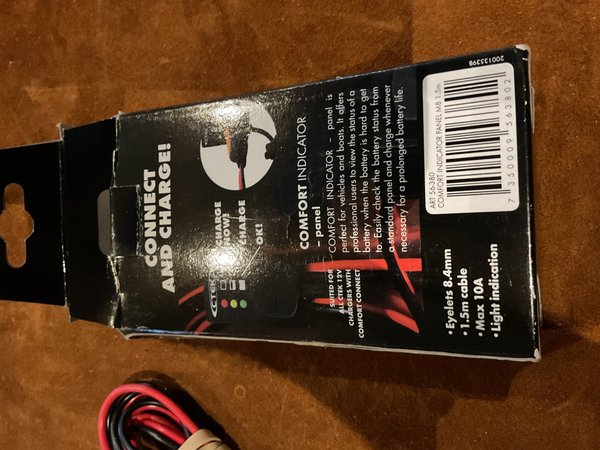 CONNECT
AND CHARGE!
CTEK
CHARGE
NOW!
CHARGE
OK!
SUITED FOR
ALL CTEK 12V
CHARGERS WITH
COMFORT CONNECT
COMFORT INDICATOR
– panel
COMFORT INDICATOR – panel is
perfect for vehicles and boats. It offers
professional users to view the status of a
battery when the battery is hard to get
to. Easily check the battery status from
a standard panel and charge whenever
necessary for a prolonged battery life.
• Eyelets 8.4mm
• 1.5m cable
• Max 10A
• Light indication
ART 56-380
COMFORT INDICATOR PANEL M8 1.5m
7 350009 563802
20013539B